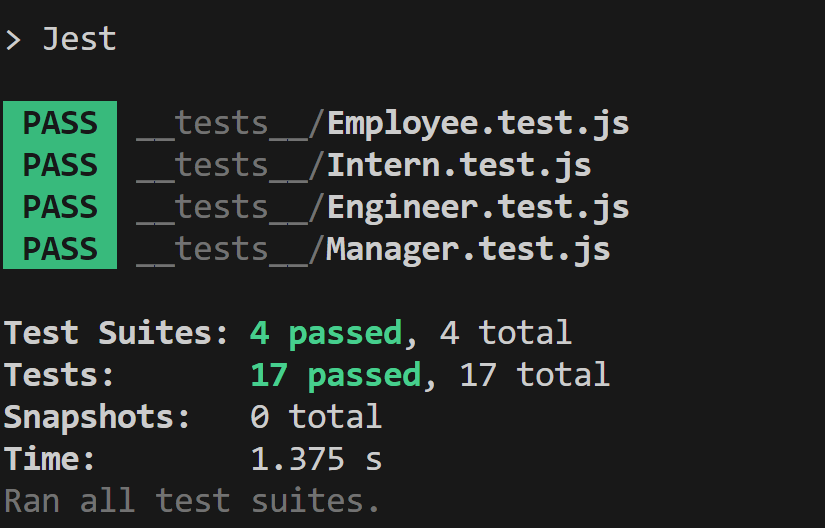 > Jest
PASS __tests__/Employee.test.js
PASS __tests__/Intern.test.js
PASS __tests__/Engineer.test.js
PASS __tests__/Manager.test.js
Test Suites: 4 passed, 4 total
Tests: 17 passed, 17 total
Snapshots: 0 total
Time: 1.375 s
Ran all test suites.